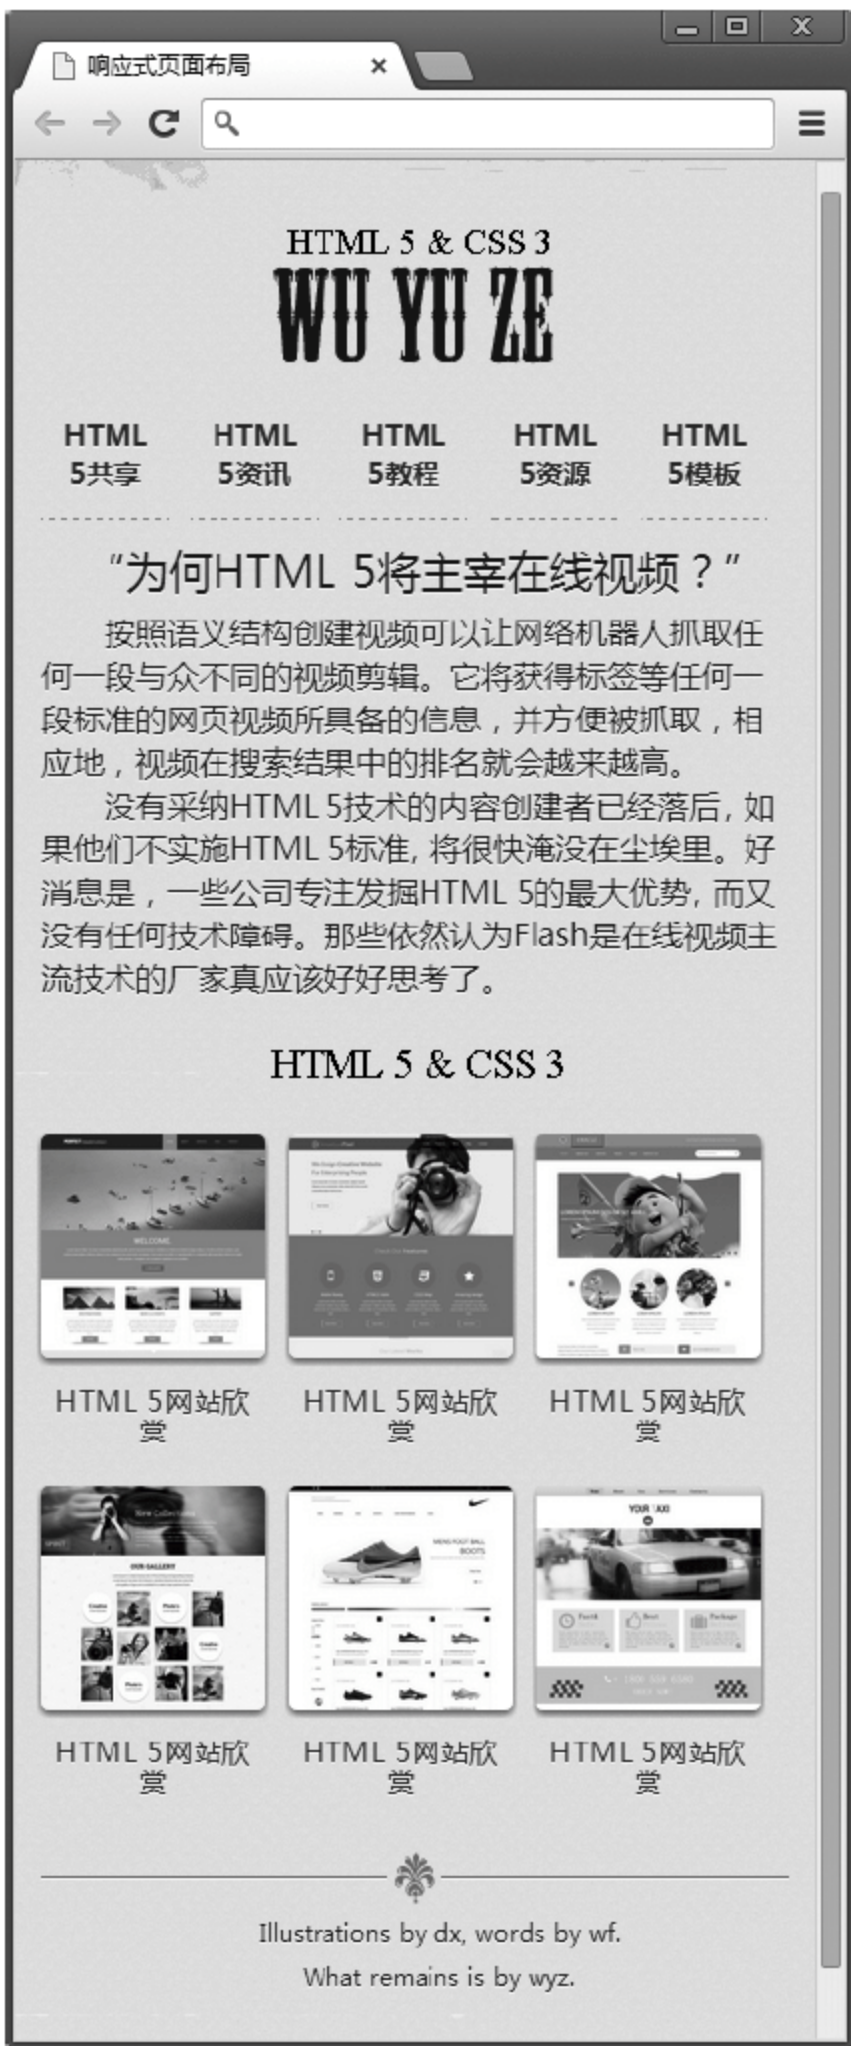 响应式页面布局
HTML 5 & CSS 3
WU YU ZE
HTML HTML HTML HTML HTML
5共享 5资讯 5教程 5资源 5模板
“为何HTML 5将主宰在线视频？”
按照语义结构创建视频可以让网络机器人抓取任
何一段与众不同的视频剪辑。它将获得标签等任何一
段标准的网页视频所具备的信息，并方便被抓取，相
应地，视频在搜索结果中的排名就会越来越高。
没有采纳HTML 5技术的内容创建者已经落后, 如
果他们不实施HTML 5标准, 将很快淹没在尘埃里。好
消息是，一些公司专注发掘HTML 5的最大优势, 而又
没有任何技术障碍。那些依然认为Flash是在线视频主
流技术的厂家真应该好好思考了。
HTML 5 & CSS 3
WELCOME
HTML 5网站欣 HTML 5网站欣 HTML 5网站欣
赏 赏 赏
OUR GALLERY
MENS FOOT BALL
BOOTS
YOUR TAXI
HTML 5网站欣 HTML 5网站欣 HTML 5网站欣
赏 赏 赏
Illustrations by dx, words by wf.
What remains is by wyz.